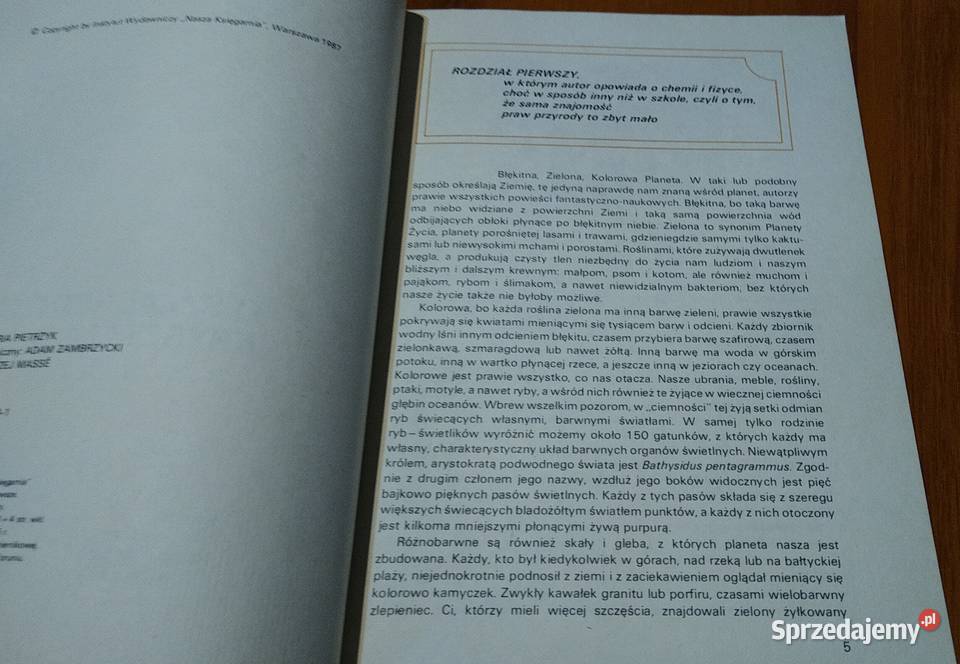 © Copyright by Instytut Wydawniczy „Nasza Księgarnia", Warszawa 1987
PIETRZYK
ADAM ZAMBRZYCKI
WASSÉ
ROZDZIAŁ PIERWSZY,
w którym autor opowiada o chemii i fizyce,
choć w sposób inny niż w szkole, czyli o tym,
że sama znajomość
praw przyrody to zbyt mało
Błękitna, Zielona, Kolorowa Planeta. W taki lub podobny
sposób określają Ziemię, tę jedyną naprawdę nam znaną wśród planet, autorzy
prawie wszystkich powieści fantastyczno-naukowych. Błękitna, bo taką barwę
ma niebo widziane z powierzchni Ziemi i taką samą powierzchnia wód
odbijających obłoki płynące po błękitnym niebie. Zielona to synonim Planety
Życia, planety porośniętej lasami i trawami, gdzieniegdzie samymi tylko kaktu-
sami lub niewysokimi mchami i porostami. Roślinami, które zużywają dwutlenek
węgla, a produkują czysty tlen niezbędny do życia nam ludziom i naszym
bliższym i dalszym krewnym: małpom, psom i kotom, ale również muchom i
pająkom, rybom i ślimakom, a nawet niewidzialnym bakteriom, bez których
nasze życie także nie byłoby możliwe.
Kolorowa, bo każda roślina zielona ma inną barwę zieleni, prawie wszystkie
pokrywają się kwiatami mieniącymi się tysiącem barw i odcieni. Każdy zbiornik
wodny lśni innym odcieniem błękitu, czasem przybiera barwę szafirową, czasem
zielonkawą, szmaragdową lub nawet żółtą. Inną barwę ma woda w górskim
potoku, inną w wartko płynącej rzece, a jeszcze inną w jeziorach czy oceanach.
Kolorowe jest prawie wszystko, co nas otacza. Nasze ubrania, meble, rośliny,
ptaki, motyle, a nawet ryby, a wśród nich również te żyjące w wiecznej ciemności
głębin oceanów. Wbrew wszelkim pozorom, w „ciemności" tej żyją setki odmian
ryb świecących własnymi, barwnymi światłami. W samej tylko rodzinie
ryb – świetlików wyróżnić możemy około 150 gatunków, z których każdy ma
własny, charakterystyczny układ barwnych organów świetlnych. Niewątpliwym
królem, arystokratą podwodnego świata jest Bathysidus pentagrammus. Zgod-
nie z drugim członem jego nazwy, wzdłuż jego boków widocznych jest pięć
bajkowo pięknych pasów świetlnych. Każdy z tych pasów składa się z szeregu
większych świecących bladożółtym światłem punktów, a każdy z nich otoczony
jest kilkoma mniejszymi płonącymi żywą purpurą.
Różnobarwne są również skały i gleba, z których planeta nasza jest
zbudowana. Każdy, kto był kiedykolwiek w górach, nad rzeką lub na bałtyckiej
plaży, niejednokrotnie podnosił z ziemi i z zaciekawieniem oglądał mieniący się
kolorowo kamyczek. Zwykły kawałek granitu lub porfiru, czasami wielobarwny
zlepieniec. Ci, którzy mieli więcej szczęścia, znajdowali zielony żyłkowany
5
Sprzedajemy.pl